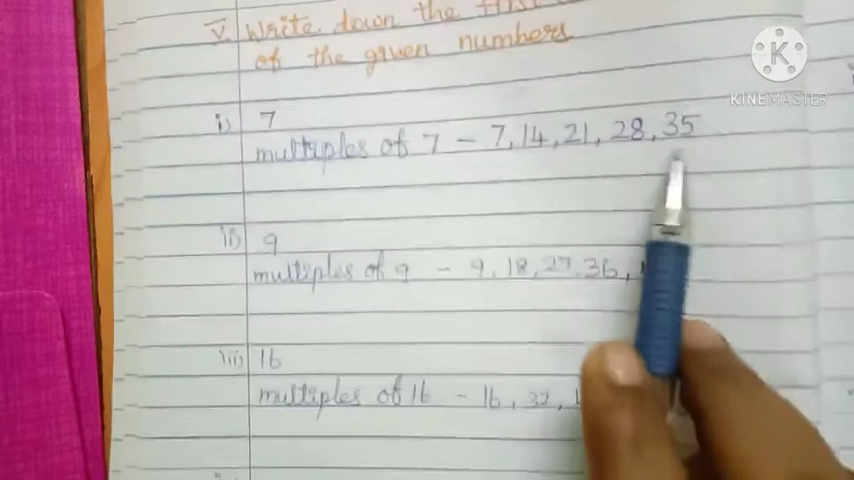 v. Write down the first
of the given numbers.
KINEMASTER
i) 7
multiples of 7 - 7, 14, 21, 28, 35
ii) 9
multiples of 9 - 9, 18, 27, 36,
iii) 16
multiples of 16 - 16, 32,